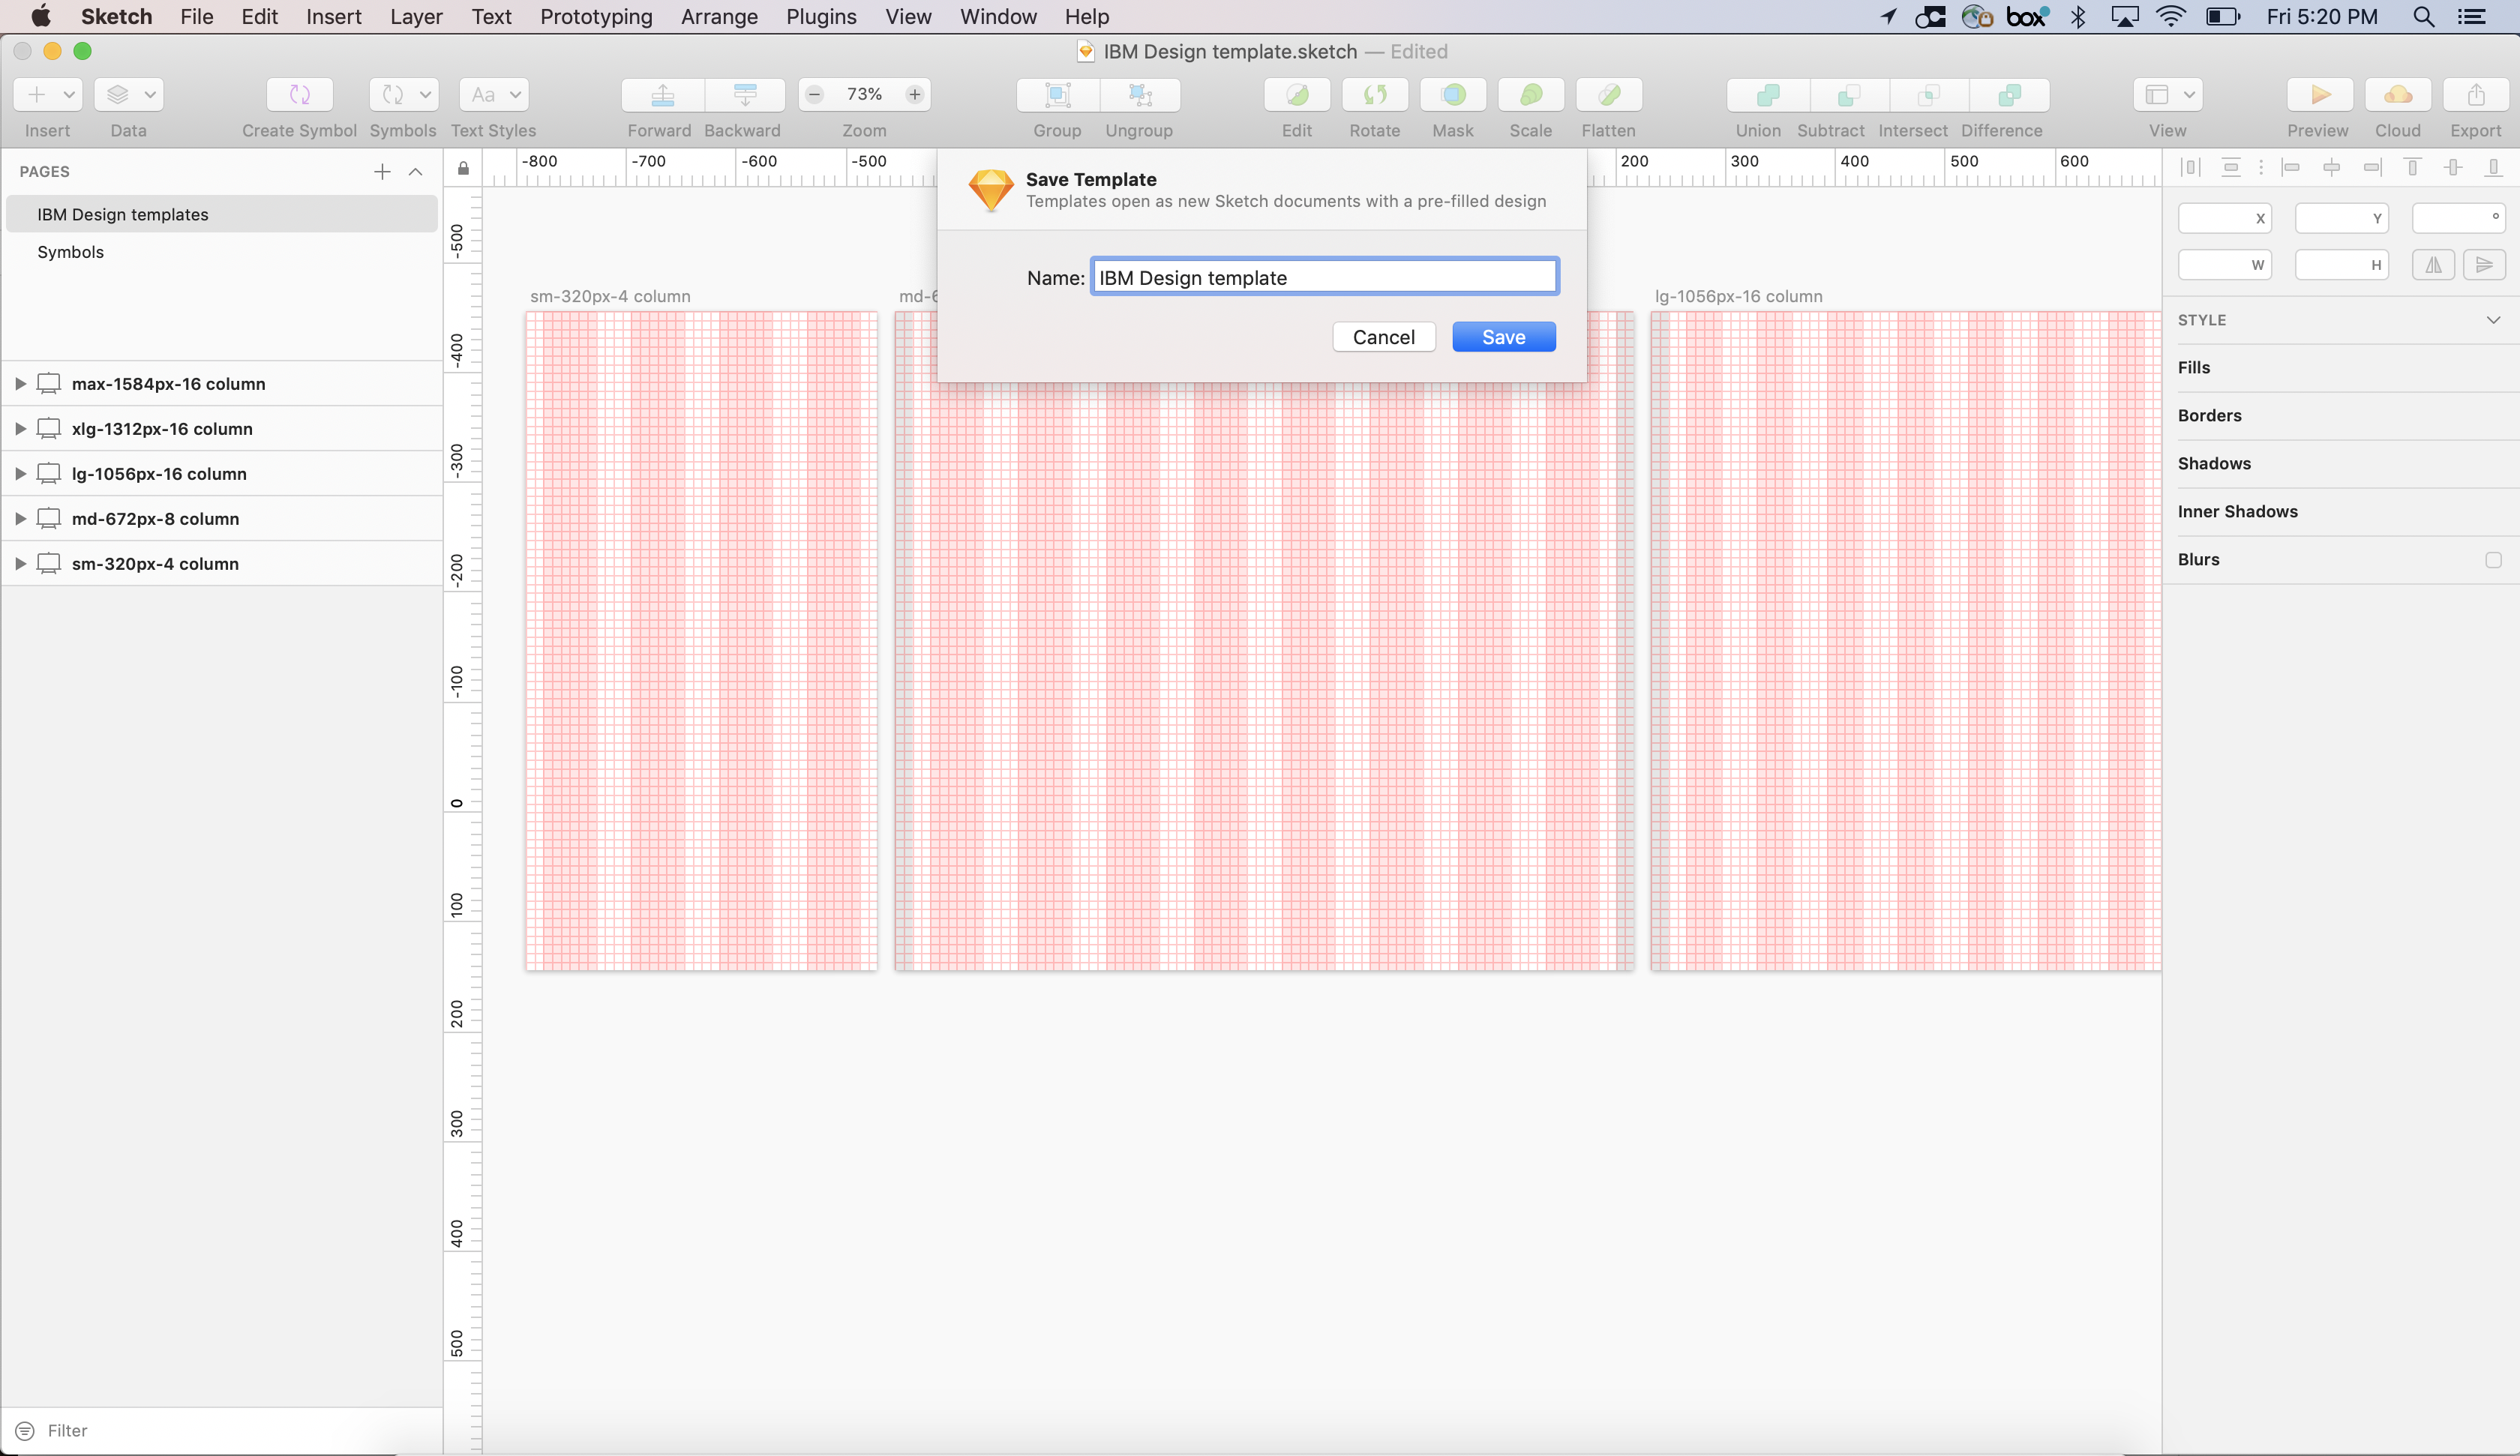 Sketch File Edit Insert Layer Text Prototyping Arrange Plugins View Window Help box Fri 5:20 PM
IBM Design template.sketch — Edited
Aa 73%
Insert Data Create Symbol Symbols Text Styles Forward Backward Zoom Group Ungroup Edit Rotate Mask Scale Flatten Union Subtract Intersect Difference View Preview Cloud Export
PAGES
IBM Design templates
Symbols
max-1584px-16 column
xlg-1312px-16 column
lg-1056px-16 column
md-672px-8 column
sm-320px-4 column
Filter
-800 -700 -600 -500 200 300 400 500 600
-500
-400
-300
-200
-100
0
100
200
300
400
500
sm-320px-4 column
md-6
lg-1056px-16 column
Save Template
Templates open as new Sketch documents with a pre-filled design
Name: IBM Design template
Cancel Save
X Y °
W H
STYLE
Fills
Borders
Shadows
Inner Shadows
Blurs